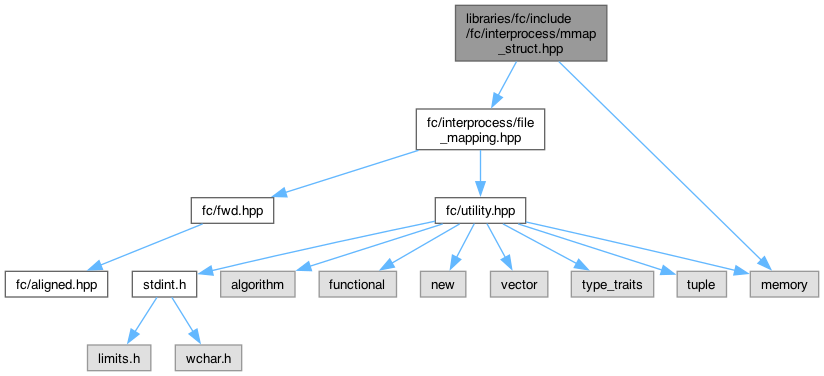 libraries/fc/include
/fc/interprocess/mmap
_struct.hpp
fc/interprocess/file
_mapping.hpp
fc/fwd.hpp
fc/utility.hpp
fc/aligned.hpp
stdint.h
algorithm
functional
new
vector
type_traits
tuple
memory
limits.h
wchar.h